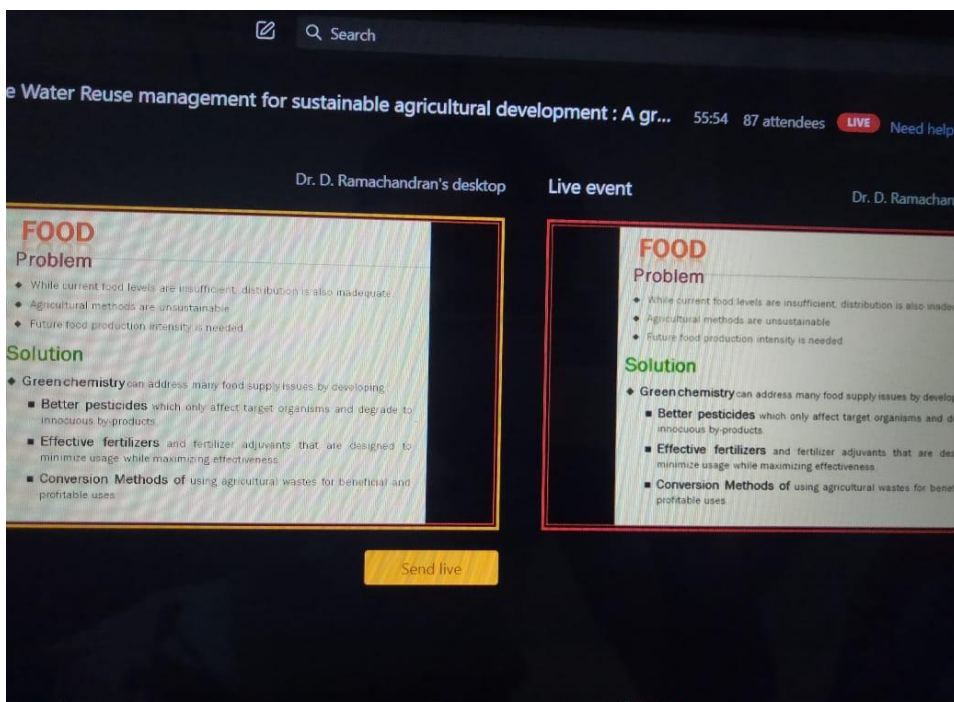 Search
e Water Reuse management for sustainable agricultural development : A gr... 55:54 87 attendees LIVE Need help
Dr. D. Ramachandran's desktop
FOOD
Problem
◆ While current food levels are insufficient, distribution is also inadequate
◆ Agricultural methods are unsustainable
◆ Future food production intensity is needed
Solution
◆ Green chemistry can address many food supply issues by developing
■ Better pesticides which only affect target organisms and degrade to
innocuous by-products
■ Effective fertilizers and fertilizer adjuvants that are designed to
minimize usage while maximizing effectiveness
■ Conversion Methods of using agricultural wastes for beneficial and
profitable uses
Send live
Live event
Dr. D. Ramachan
FOOD
Problem
◆ While current food levels are insufficient, distribution is also inade
◆ Agricultural methods are unsustainable
◆ Future food production intensity is needed
Solution
◆ Green chemistry can address many food supply issues by develop
■ Better pesticides which only affect target organisms and d
innocuous by-products
■ Effective fertilizers and fertilizer adjuvants that are des
minimize usage while maximizing effectiveness
■ Conversion Methods of using agricultural wastes for bene
profitable uses